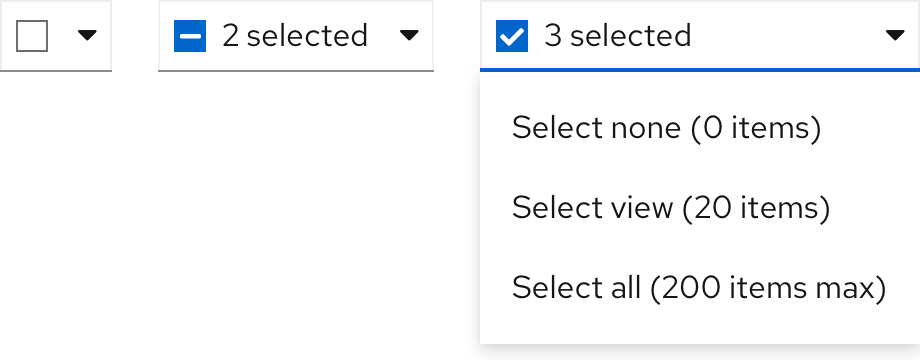 2 selected
3 selected
Select none (0 items)
Select view (20 items)
Select all (200 items max)